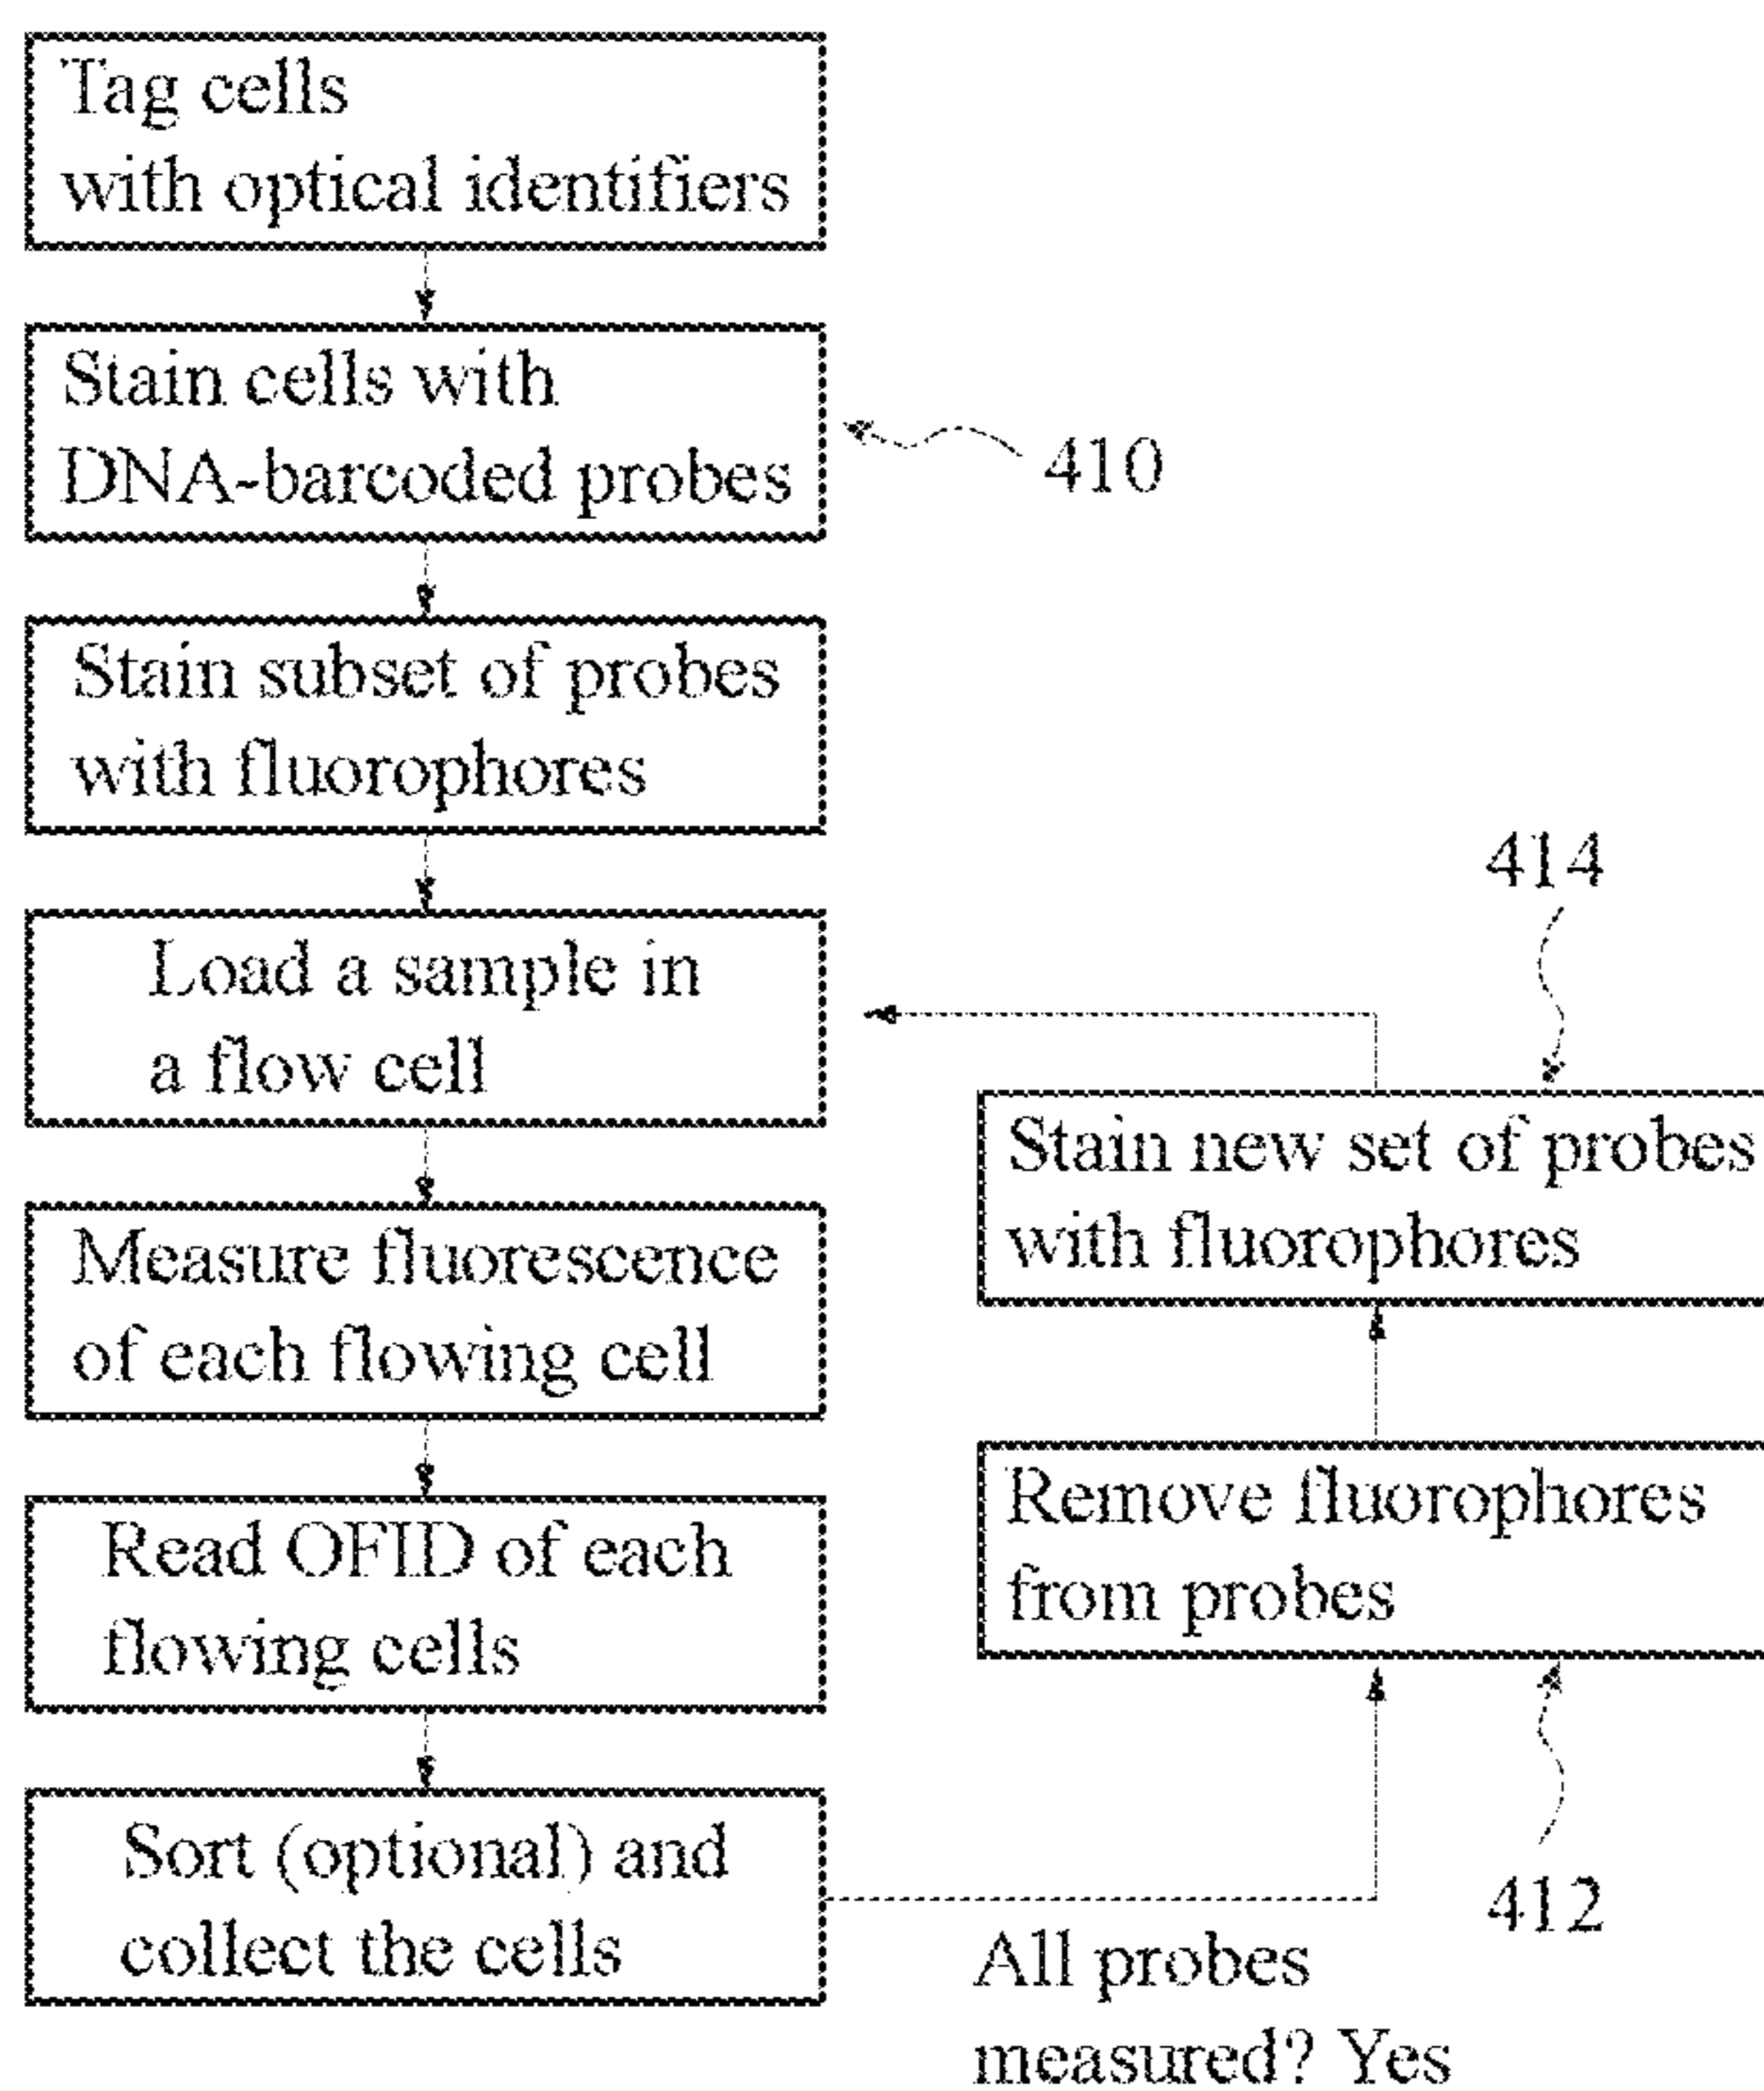 Tag cells
with optical identifiers
Stain cells with
DNA-barcoded probes
410
Stain subset of probes
with fluorophores
414
Load a sample in
a flow cell
Stain new set of probes
with fluorophores
Measure fluorescence
of each flowing cell
Remove fluorophores
from probes
Read OFID of each
flowing cells
412
Sort (optional) and
collect the cells
All probes
measured? Yes